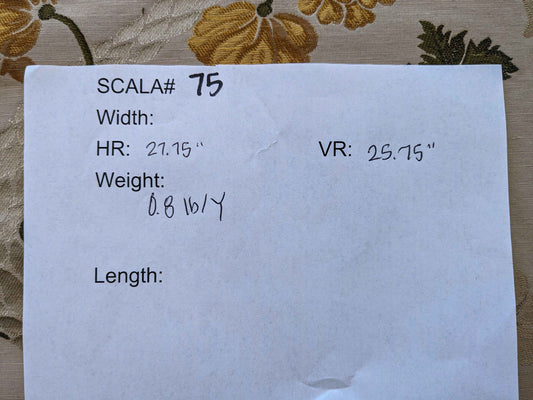 SCALA# 75
Width:
HR: 27.75" VR: 25.75"
Weight:
0.8 lb/Y
Length: